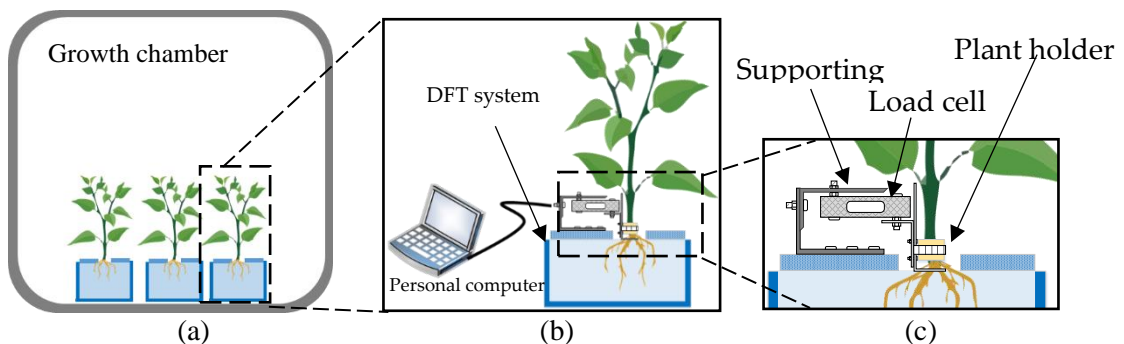 Growth chamber
(a)
DFT system
Personal computer
(b)
Supporting
Load cell
Plant holder
(c)